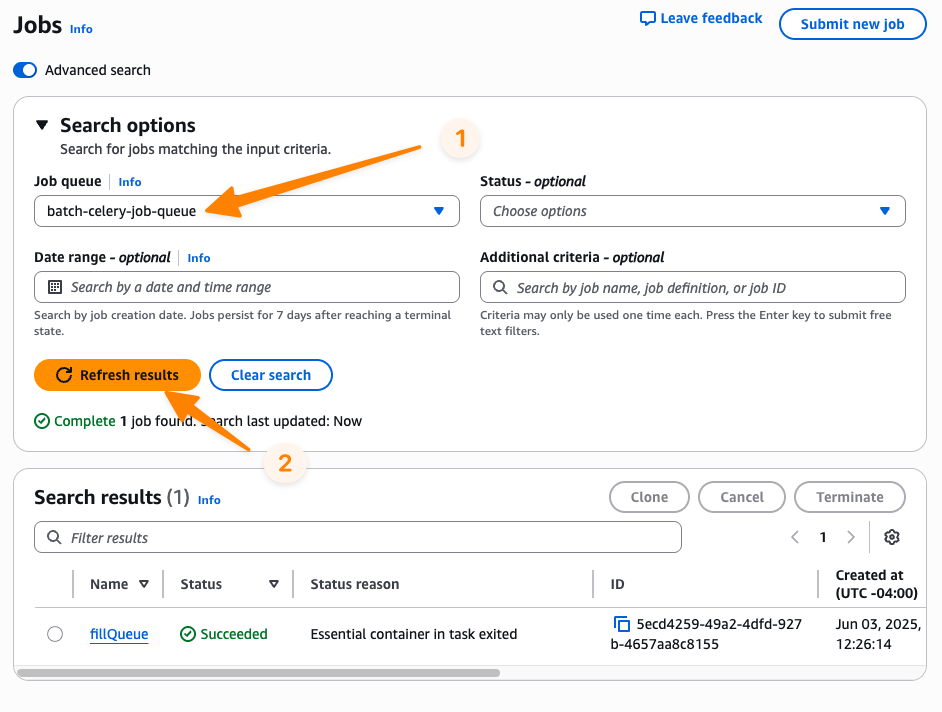 Jobs Info
Leave feedback
Submit new job
Advanced search
Search options
Search for jobs matching the input criteria.
1
Job queue Info
batch-celery-job-queue
Status - optional
Choose options
Date range - optional Info
Search by a date and time range
Search by job creation date. Jobs persist for 7 days after reaching a terminal
state.
Additional criteria - optional
Search by job name, job definition, or job ID
Criteria may only be used one time each. Press the Enter key to submit free
text filters.
Refresh results
Clear search
Complete 1 job found. Search last updated: Now
2
Search results (1) Info
Clone
Cancel
Terminate
Filter results
1
Name
Status
Status reason
ID
Created at
(UTC -04:00)
fillQueue
Succeeded
Essential container in task exited
5ecd4259-49a2-4dfd-927
b-4657aa8c8155
Jun 03, 2025,
12:26:14